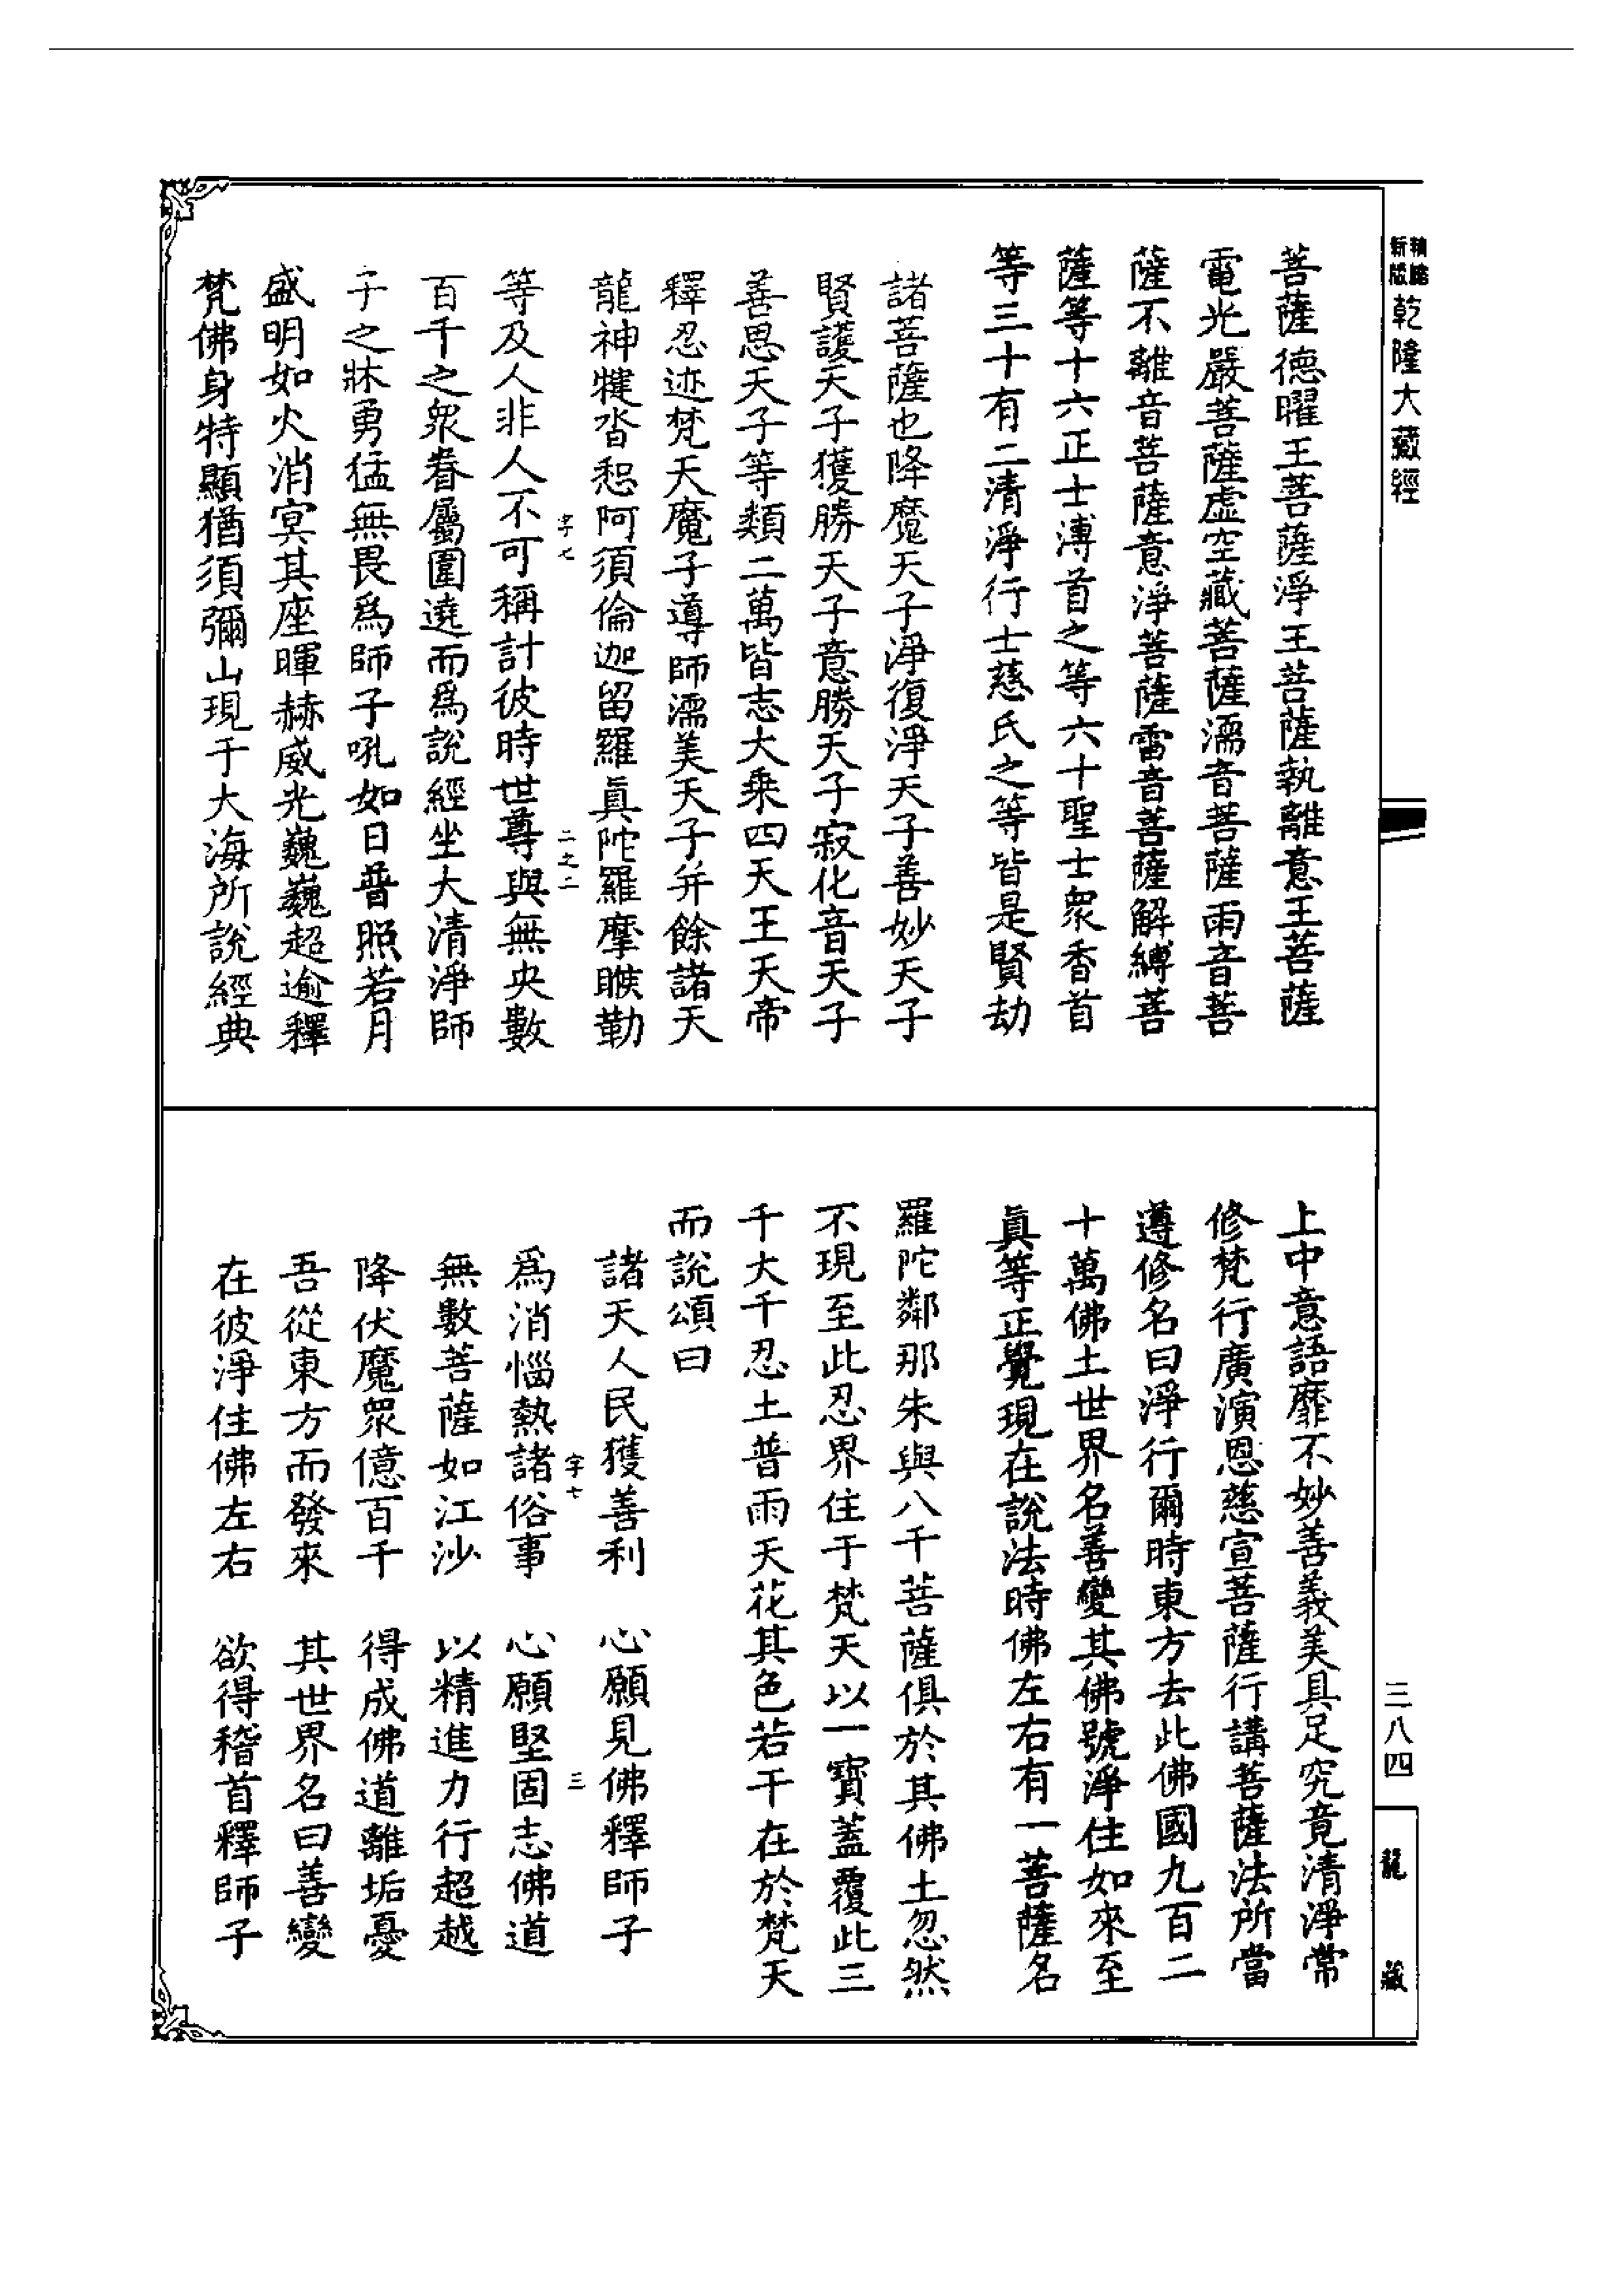 新版
精縮
乾隆大藏經
菩薩德曜王菩薩淨王菩薩執離意王菩薩
電光嚴菩薩虛空藏菩薩濡音菩薩雨音菩
薩不離音菩薩意淨菩薩雷音菩薩解縛菩
薩等十六正士溥首之等六十聖士眾香首
等三十有二清淨行士慈氏之等皆是賢劫
諸菩薩也降魔天子淨復淨天子善妙天子
賢護天子獲勝天子意勝天子寂化音天子
善思天子等類二萬皆志大乘四天王天帝
釋忍迹梵天魔子導師濡美天子并餘諸天
龍神犍沓惒阿須倫迦留羅真陀羅摩睺勒
字七 二之二
等及人非人不可稱計彼時世尊與無央數
百千之眾眷屬圍遶而為說經坐大清淨師
子之牀勇猛無畏為師子吼如日普照若月
盛明如火消冥其座暉赫威光巍巍超逾釋
梵佛身特顯猶須彌山現于大海所說經典
上中意語靡不妙善義美具足究竟清淨常
修梵行廣演恩慈宣菩薩行講菩薩法所當
遵修名曰淨行爾時東方去此佛國九百二
十萬佛土世界名善變其佛號淨住如來至
真等正覺現在說法時佛左右有一菩薩名
羅陀鄰那朱與八千菩薩俱於其佛土忽然
不現至此忍界住于梵天以一寶蓋覆此三
千大千忍土普雨天花其色若干在於梵天
而說頌曰
諸天人民獲善利 心願見佛釋師子
字七 三
為消惱熱諸俗事 心願堅固志佛道
無數菩薩如江沙 以精進力行超越
降伏魔眾億百千 得成佛道離垢憂
吾從東方而發來 其世界名曰善變
在彼淨住佛左右 欲得稽首釋師子
三八四
龍藏